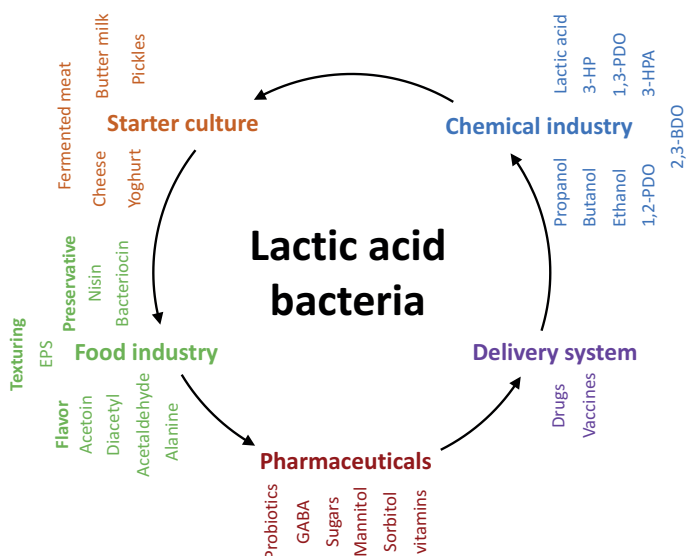 Fermented meat
Butter milk
Pickles
Starter culture
Cheese
Yoghurt
Lactic acid
3-HP
1,3-PDO
3-HPA
Chemical industry
2,3-BDO
Propanol
Butanol
Ethanol
1,2-PDO
Lactic acid
bacteria
Preservative
Nisin
Bacteriocin
Texturing
EPS
Food industry
Flavor
Acetoin
Diacetyl
Acetaldehyde
Alanine
Delivery system
Drugs
Vaccines
Pharmaceuticals
Probiotics
GABA
Sugars
Mannitol
Sorbitol
vitamins